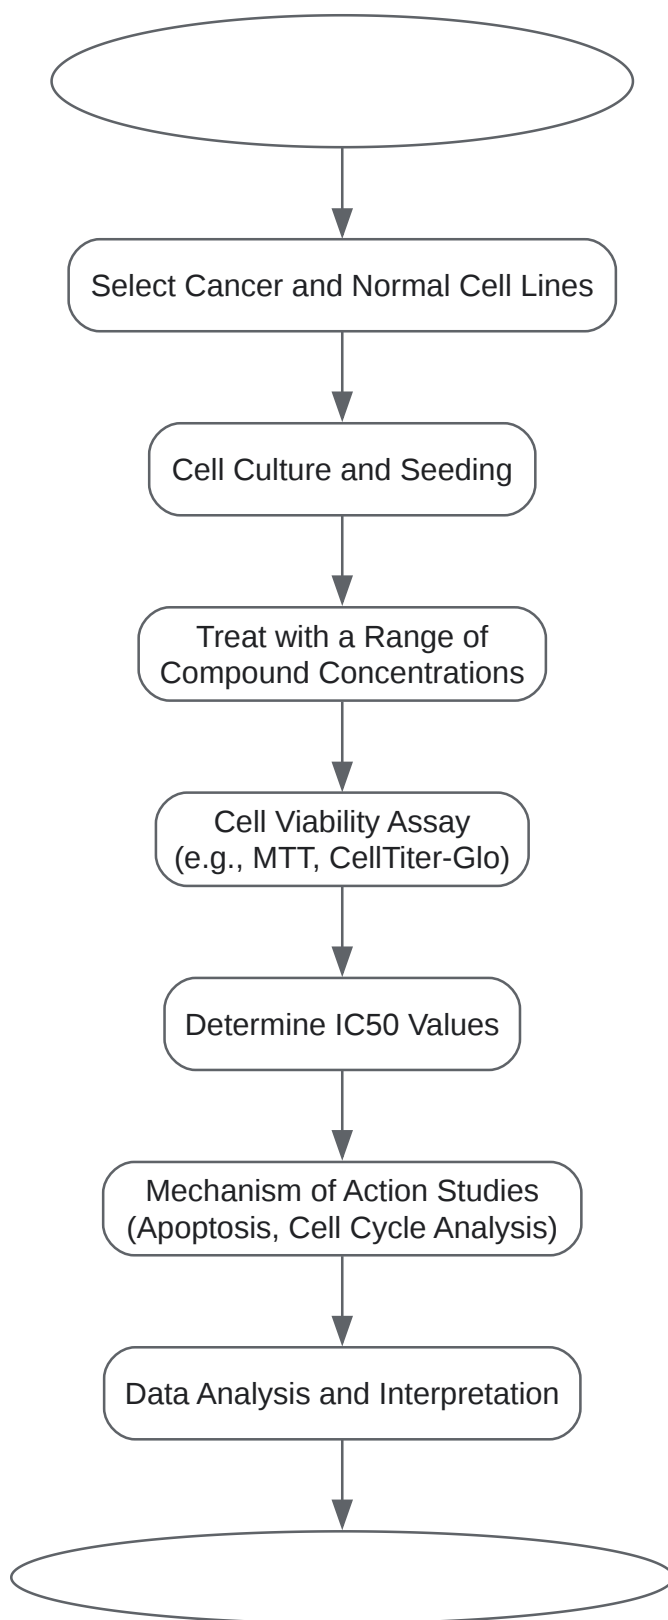 Select Cancer and Normal Cell Lines
Cell Culture and Seeding
Treat with a Range of
Compound Concentrations
Cell Viability Assay
(e.g., MTT, CellTiter-Glo)
Determine IC50 Values
Mechanism of Action Studies
(Apoptosis, Cell Cycle Analysis)
Data Analysis and Interpretation